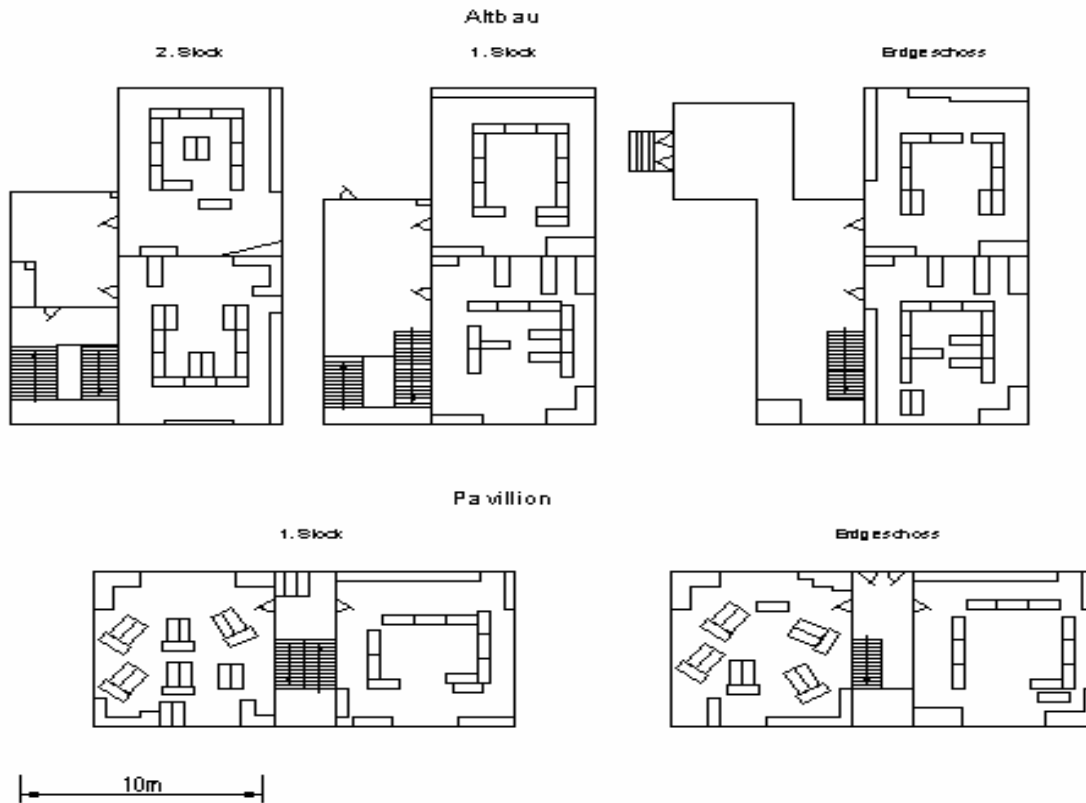 Altbau
2. Stock
1. Stock
Erdgeschoss
Pavillion
1. Stock
Erdgeschoss
10m